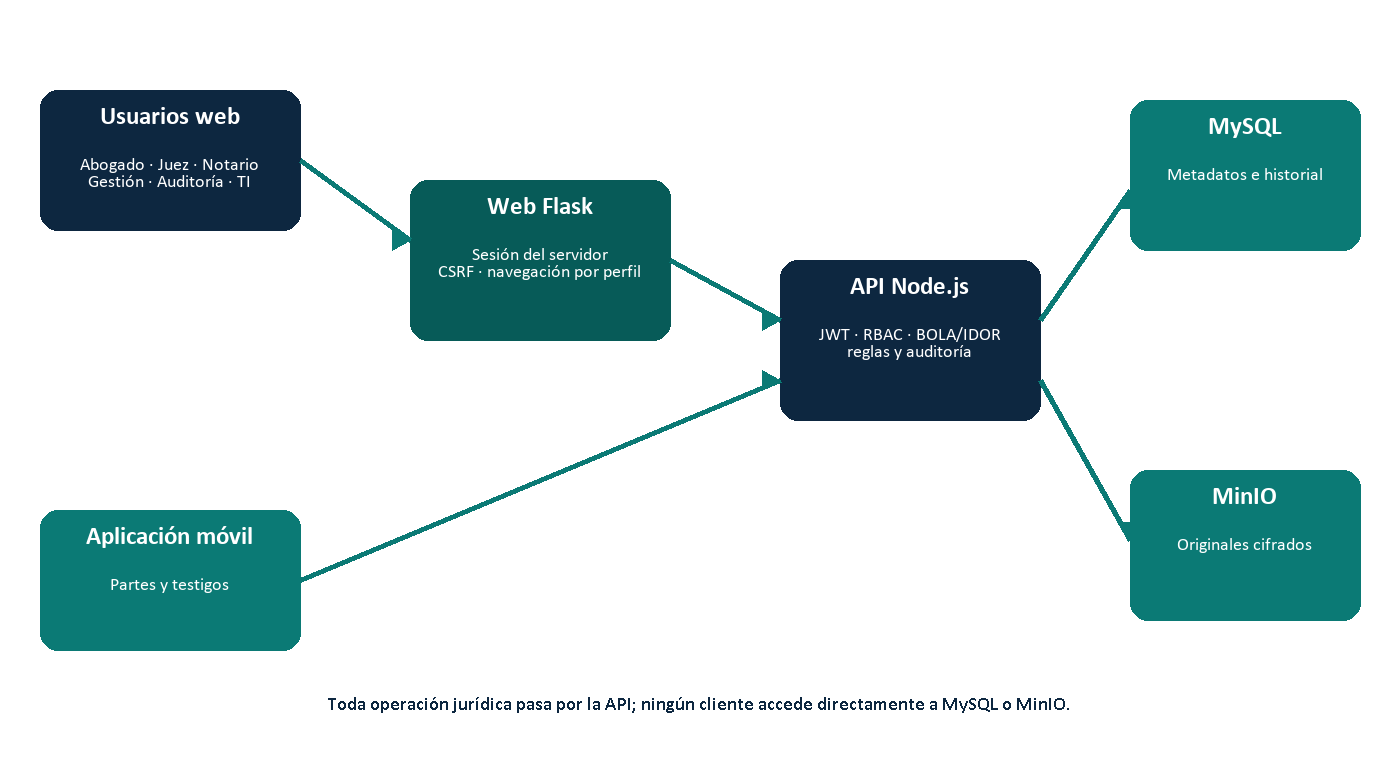 Usuarios web
Abogado · Juez · Notario
Gestión · Auditoría · TI
Web Flask
Sesión del servidor
CSRF · navegación por perfil
API Node.js
JWT · RBAC · BOLA/IDOR
reglas y auditoría
MySQL
Metadatos e historial
MinIO
Originales cifrados
Aplicación móvil
Partes y testigos
Toda operación jurídica pasa por la API; ningún cliente accede directamente a MySQL o MinIO.